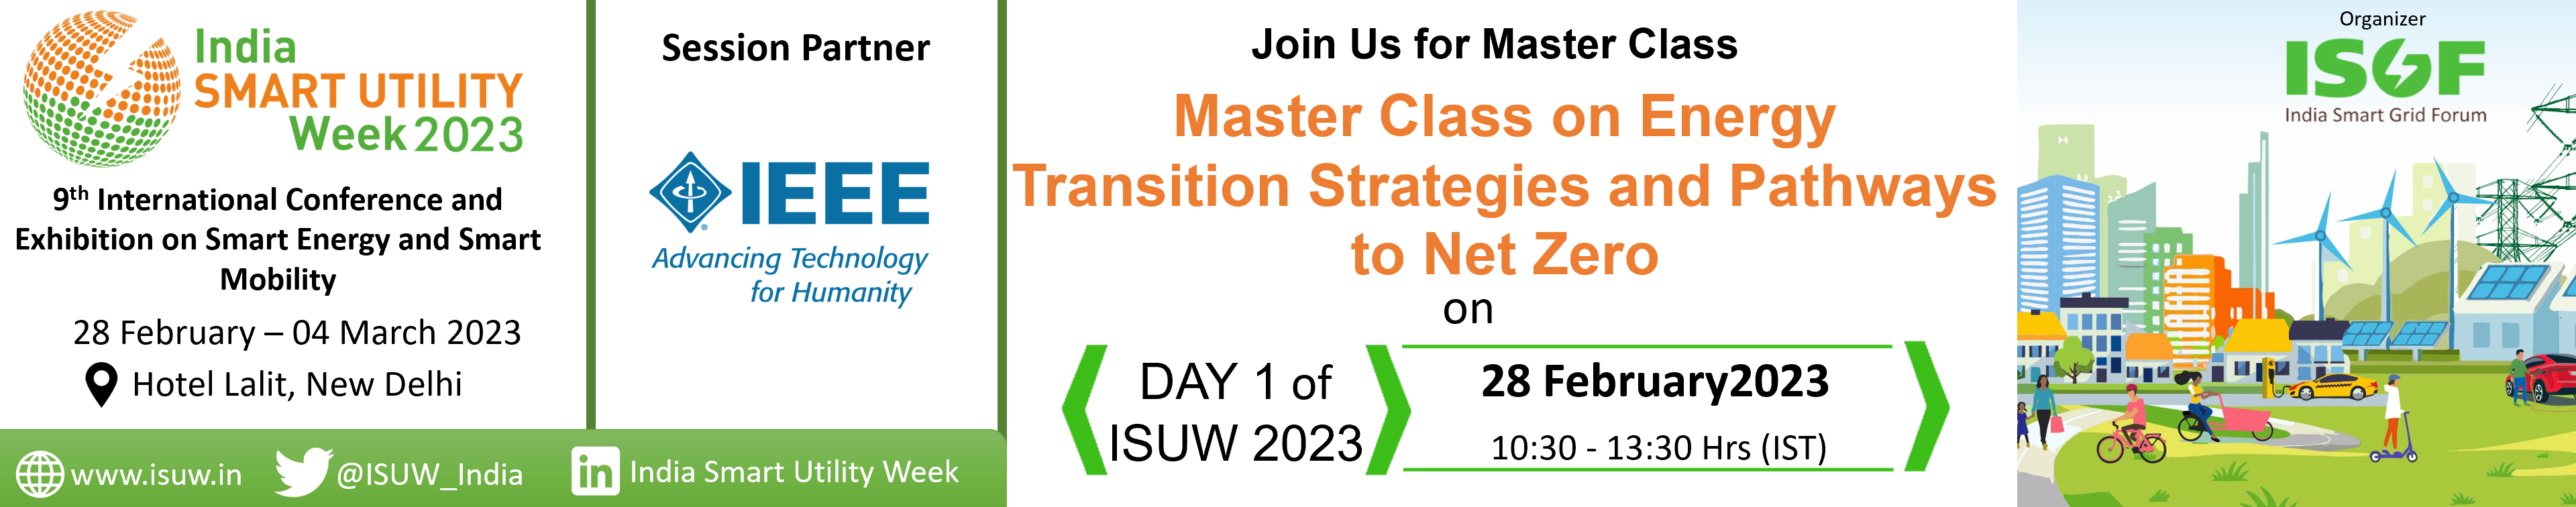 India
SMART UTILITY
Week 2023
9th International Conference and
Exhibition on Smart Energy and Smart
Mobility
28 February – 04 March 2023
Hotel Lalit, New Delhi
www.isuw.in
@ISUW_India
in
India Smart Utility Week
Session Partner
IEEE
Advancing Technology
for Humanity
Join Us for Master Class
Master Class on Energy
Transition Strategies and Pathways
to Net Zero
on
DAY 1 of
ISUW 2023
28 February2023
10:30 - 13:30 Hrs (IST)
Organizer
ISGF
India Smart Grid Forum